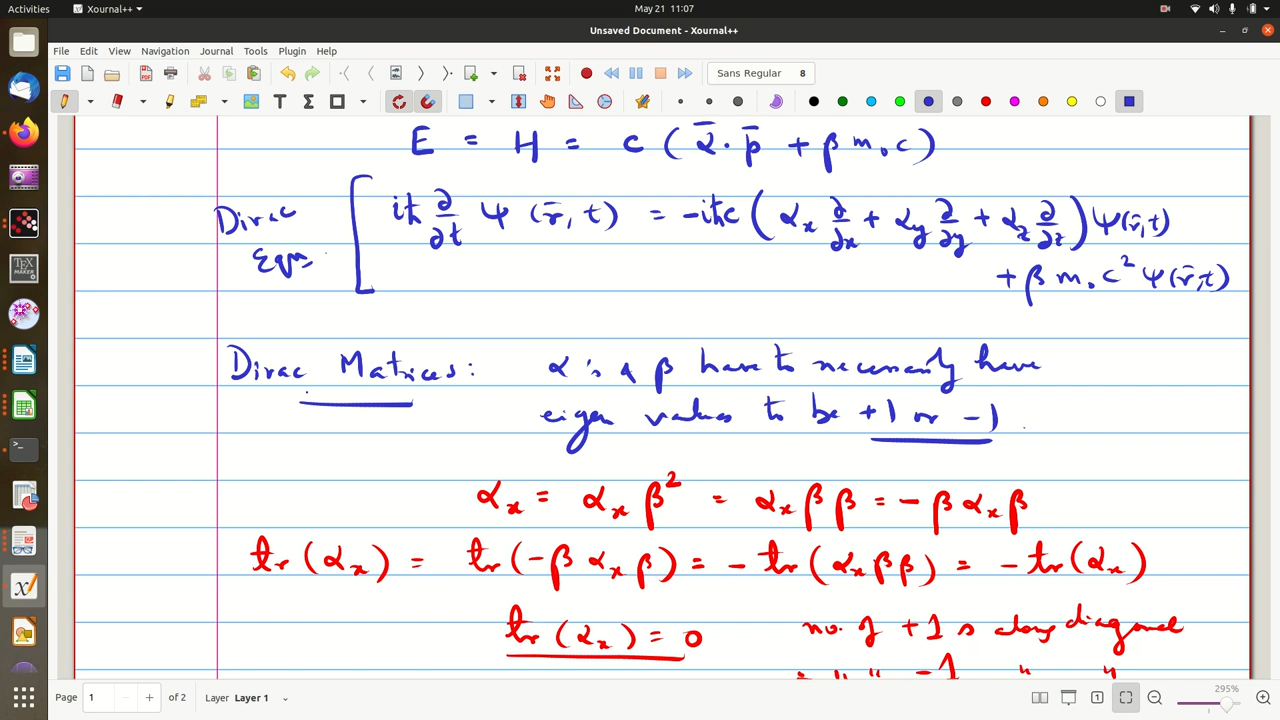 Activities Xournal++ May 21 11:07
Unsaved Document - Xournal++
File Edit View Navigation Journal Tools Plugin Help
Sans Regular 8
E = H = c ( ᾱ · p̄ + β m₀ c )
Dirac Eqn
iħ ∂/∂t Ψ (r̄, t) = -iħc ( αx ∂/∂x + αy ∂/∂y + αz ∂/∂z ) Ψ(r̄, t)
+ β m₀ c² Ψ(r̄, t)
Dirac Matrices: α's & β have to necessarily have
eigen values to be +1 or -1
αx = αx β² = αx β β = - β αx β
tr (αx) = tr (-β αx β) = - tr (αx β β) = - tr (αx)
tr (αx) = 0 no. of +1 s along diagonal
= " " -1 " "
Page 1 of 2 Layer Layer 1 295%